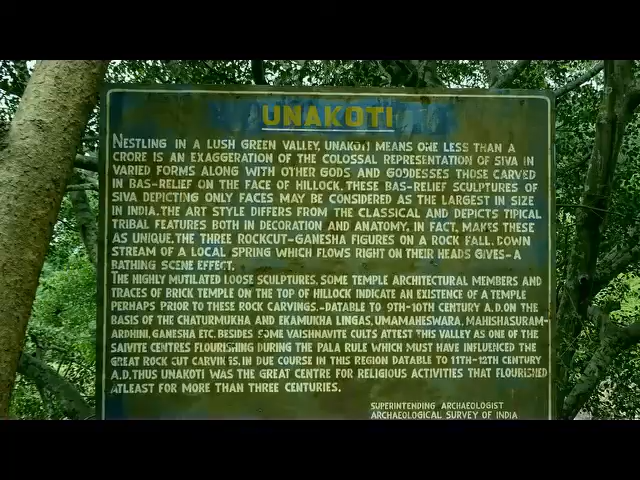 UNAKOTI
NESTLING IN A LUSH GREEN VALLEY, UNAKOTI MEANS ONE LESS THAN A
CRORE IS AN EXAGGERATION OF THE COLOSSAL REPRESENTATION OF SIVA IN
VARIED FORMS ALONG WITH OTHER GODS AND GODDESSES THOSE CARVED
IN BAS-RELIEF ON THE FACE OF HILLOCK. THESE BAS-RELIEF SCULPTURES OF
SIVA DEPICTING ONLY FACES MAY BE CONSIDERED AS THE LARGEST IN SIZE
IN INDIA. THE ART STYLE DIFFERS FROM THE CLASSICAL AND DEPICTS TIPICAL
TRIBAL FEATURES BOTH IN DECORATION AND ANATOMY. IN FACT, MAKES THESE
AS UNIQUE. THE THREE ROCKCUT-GANESHA FIGURES ON A ROCK FALL. DOWN
STREAM OF A LOCAL SPRING WHICH FLOWS RIGHT ON THEIR HEADS GIVES-A
BATHING SCENE EFFECT.
THE HIGHLY MUTILATED LOOSE SCULPTURES, SOME TEMPLE ARCHITECTURAL MEMBERS AND
TRACES OF BRICK TEMPLE ON THE TOP OF HILLOCK INDICATE AN EXISTENCE OF A TEMPLE
PERHAPS PRIOR TO THESE ROCK CARVINGS.-DATABLE TO 9TH-10TH CENTURY A.D. ON THE
BASIS OF THE CHATURMUKHA AND EKAMUKHA LINGAS, UMAMAHESWARA, MAHISHASURAM-
ARDHINI, GANESHA ETC. BESIDES SOME VAISHNAVITE CULTS ATTEST THIS VALLEY AS ONE OF THE
SAIVITE CENTRES FLOURISHING DURING THE PALA RULE WHICH MUST HAVE INFLUENCED THE
GREAT ROCK CUT CARVIN IS. IN DUE COURSE IN THIS REGION DATABLE TO 11TH-12TH CENTURY
A.D. THUS UNAKOTI WAS THE GREAT CENTRE FOR RELIGIOUS ACTIVITIES THAT FLOURISHED
ATLEAST FOR MORE THAN THREE CENTURIES.
SUPERINTENDING ARCHAEOLOGIST
ARCHAEOLOGICAL SURVEY OF INDIA